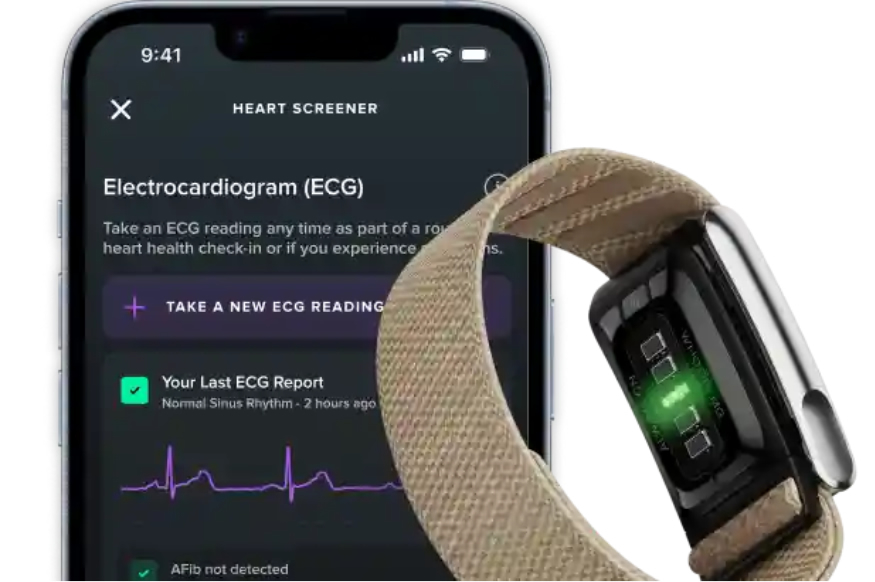 9:41
HEART SCREENER
Electrocardiogram (ECG)
Take an ECG reading any time as part of a
heart health check-in or if you experience
TAKE A NEW ECG READING
Your Last ECG Report
Normal Sinus Rhythm - 2 hours ago
AFib not detected
WHOOP MG